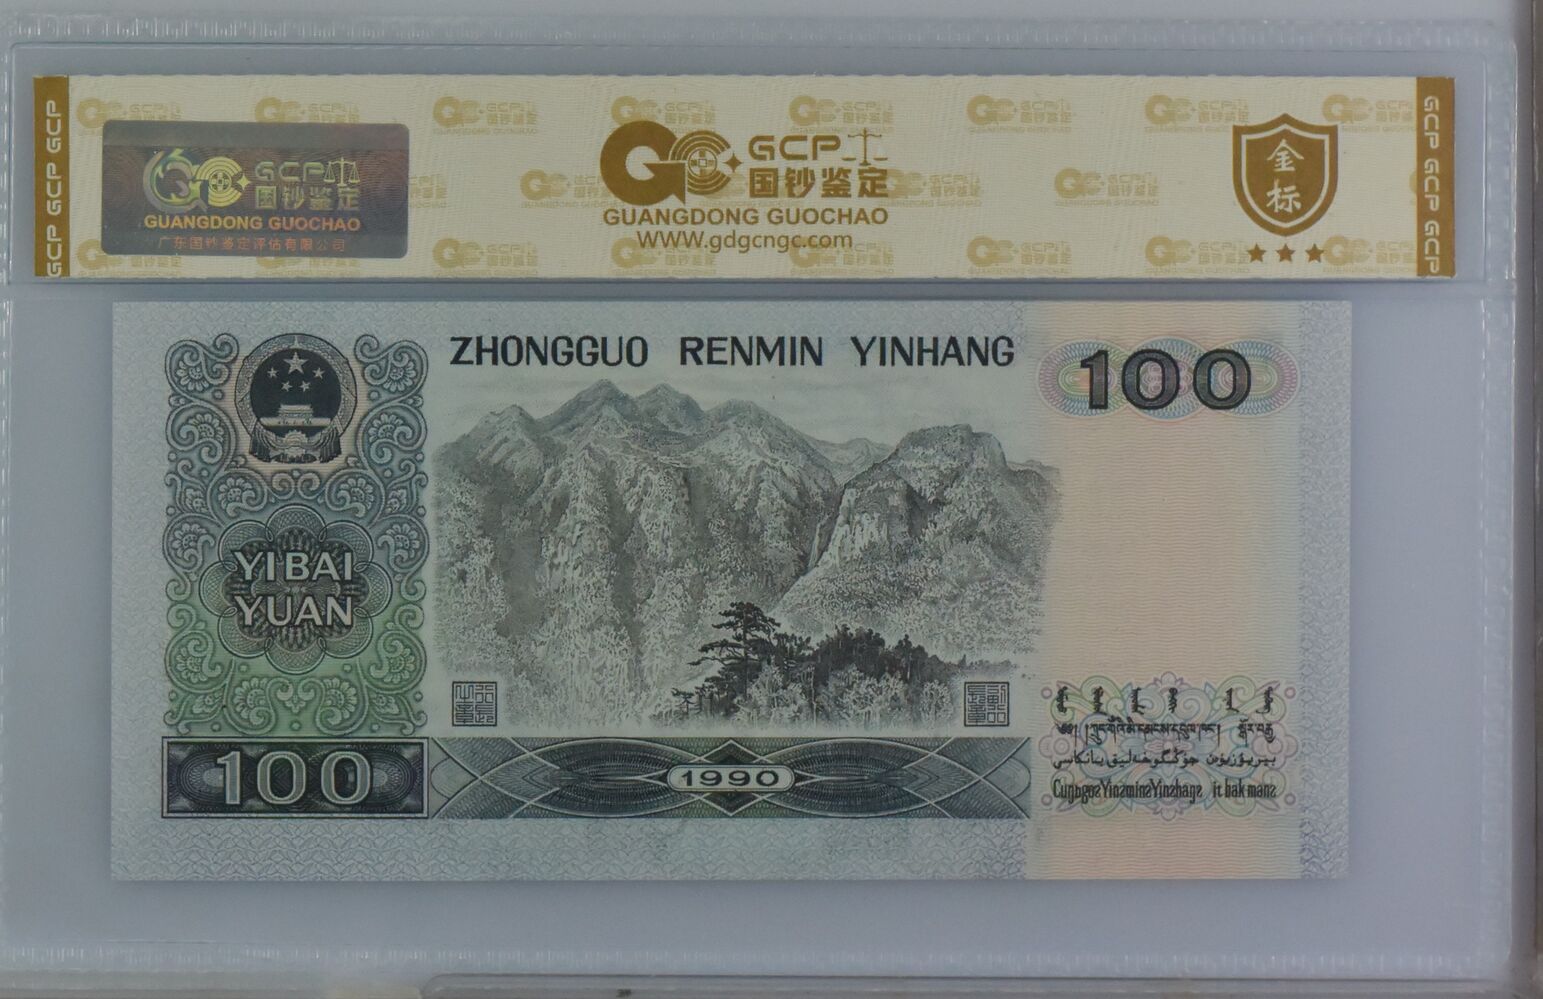 GCP
国钞鉴定
GUANGDONG GUOCHAO
广东国钞鉴定评估有限公司
GCP
国钞鉴定
GUANGDONG GUOCHAO
WWW.gdgcngc.com
金标
GCP GCP GCP
GCP GCP GCP
ZHONGGUO RENMIN YINHANG
100
YI BAI
YUAN
100
1990